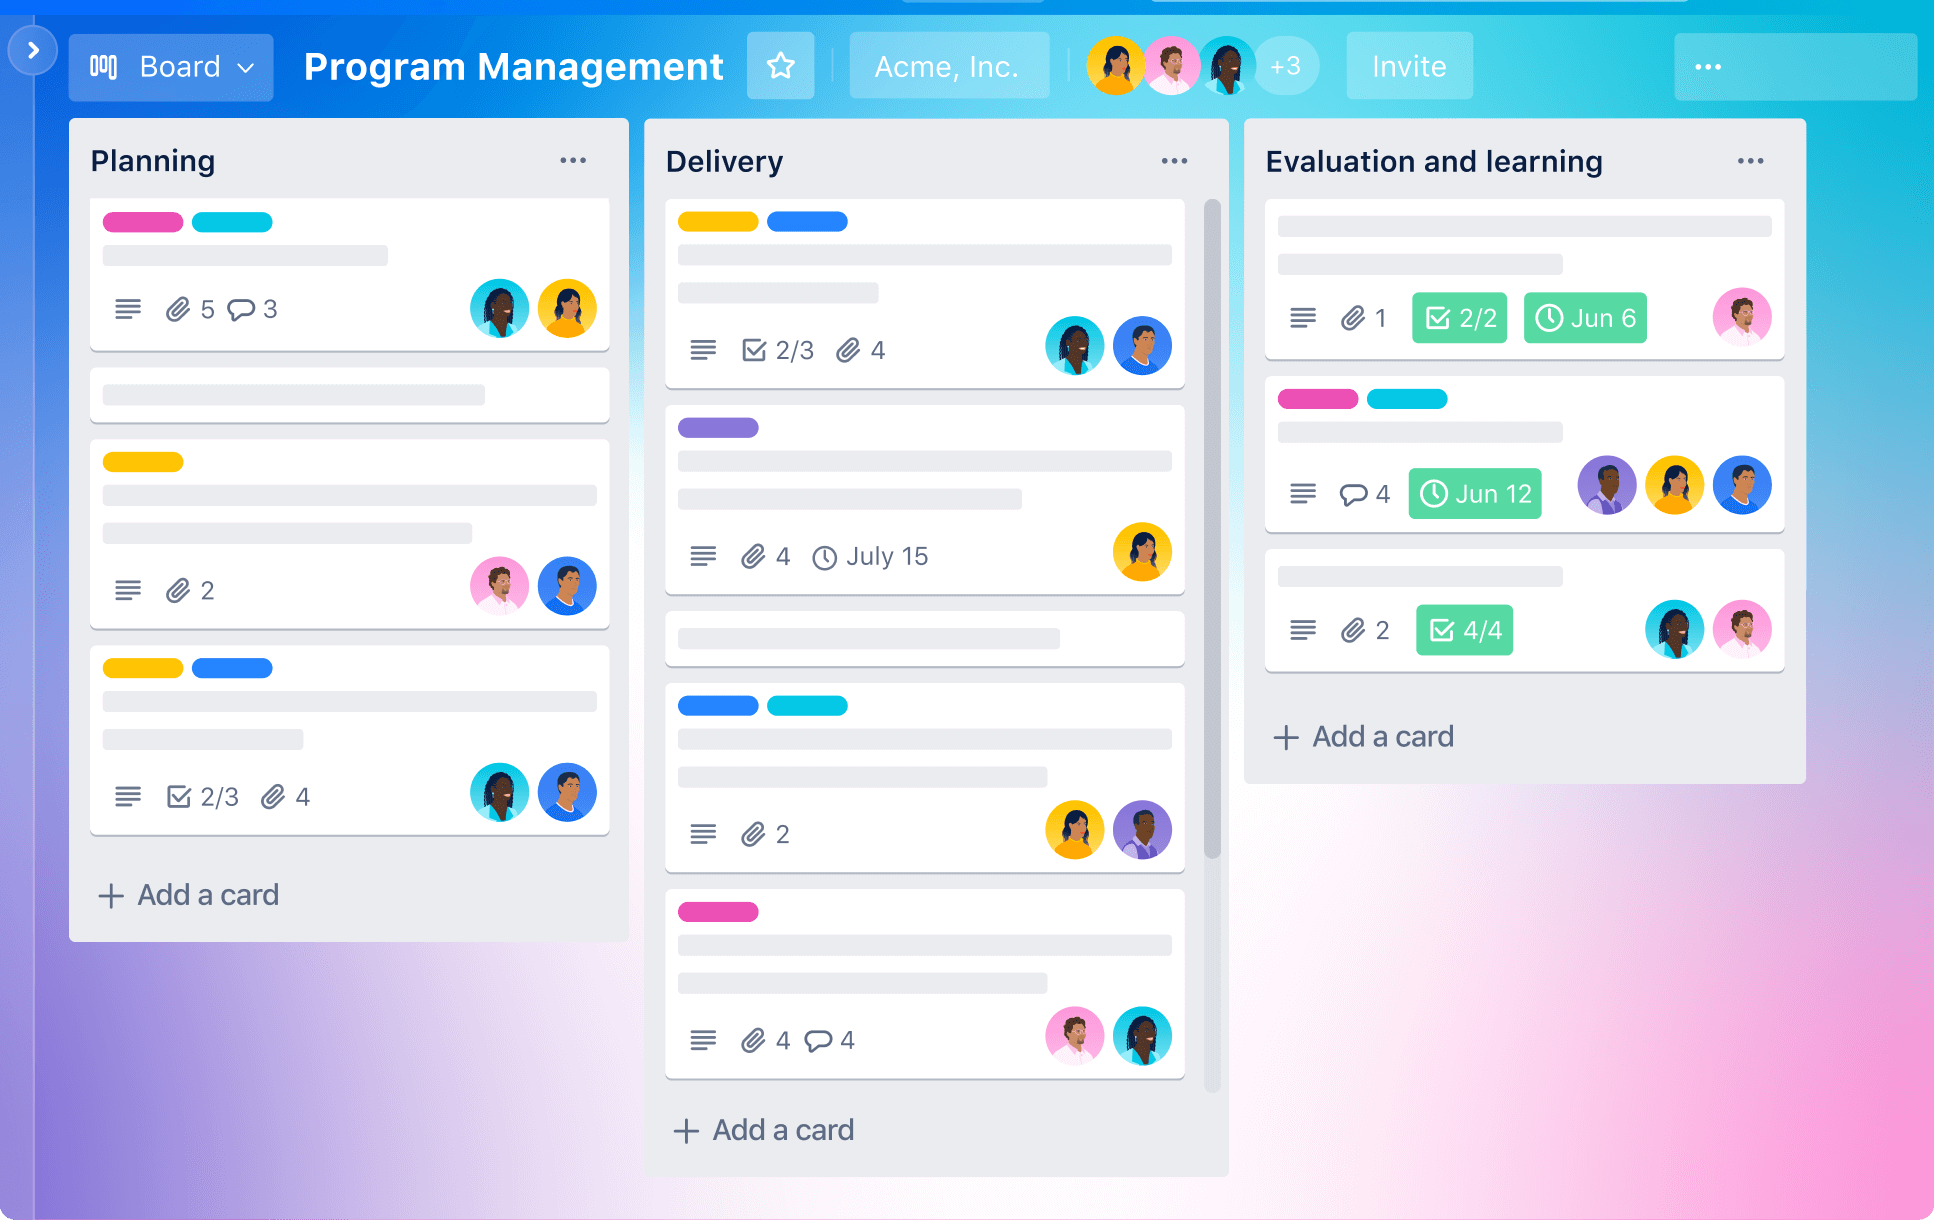 Board
Program Management
Acme, Inc.
+3
Invite
Planning
5 3
2
2/3 4
Add a card
Delivery
2/3 4
4 July 15
2
4 4
Add a card
Evaluation and learning
1 2/2 Jun 6
4 Jun 12
2 4/4
Add a card